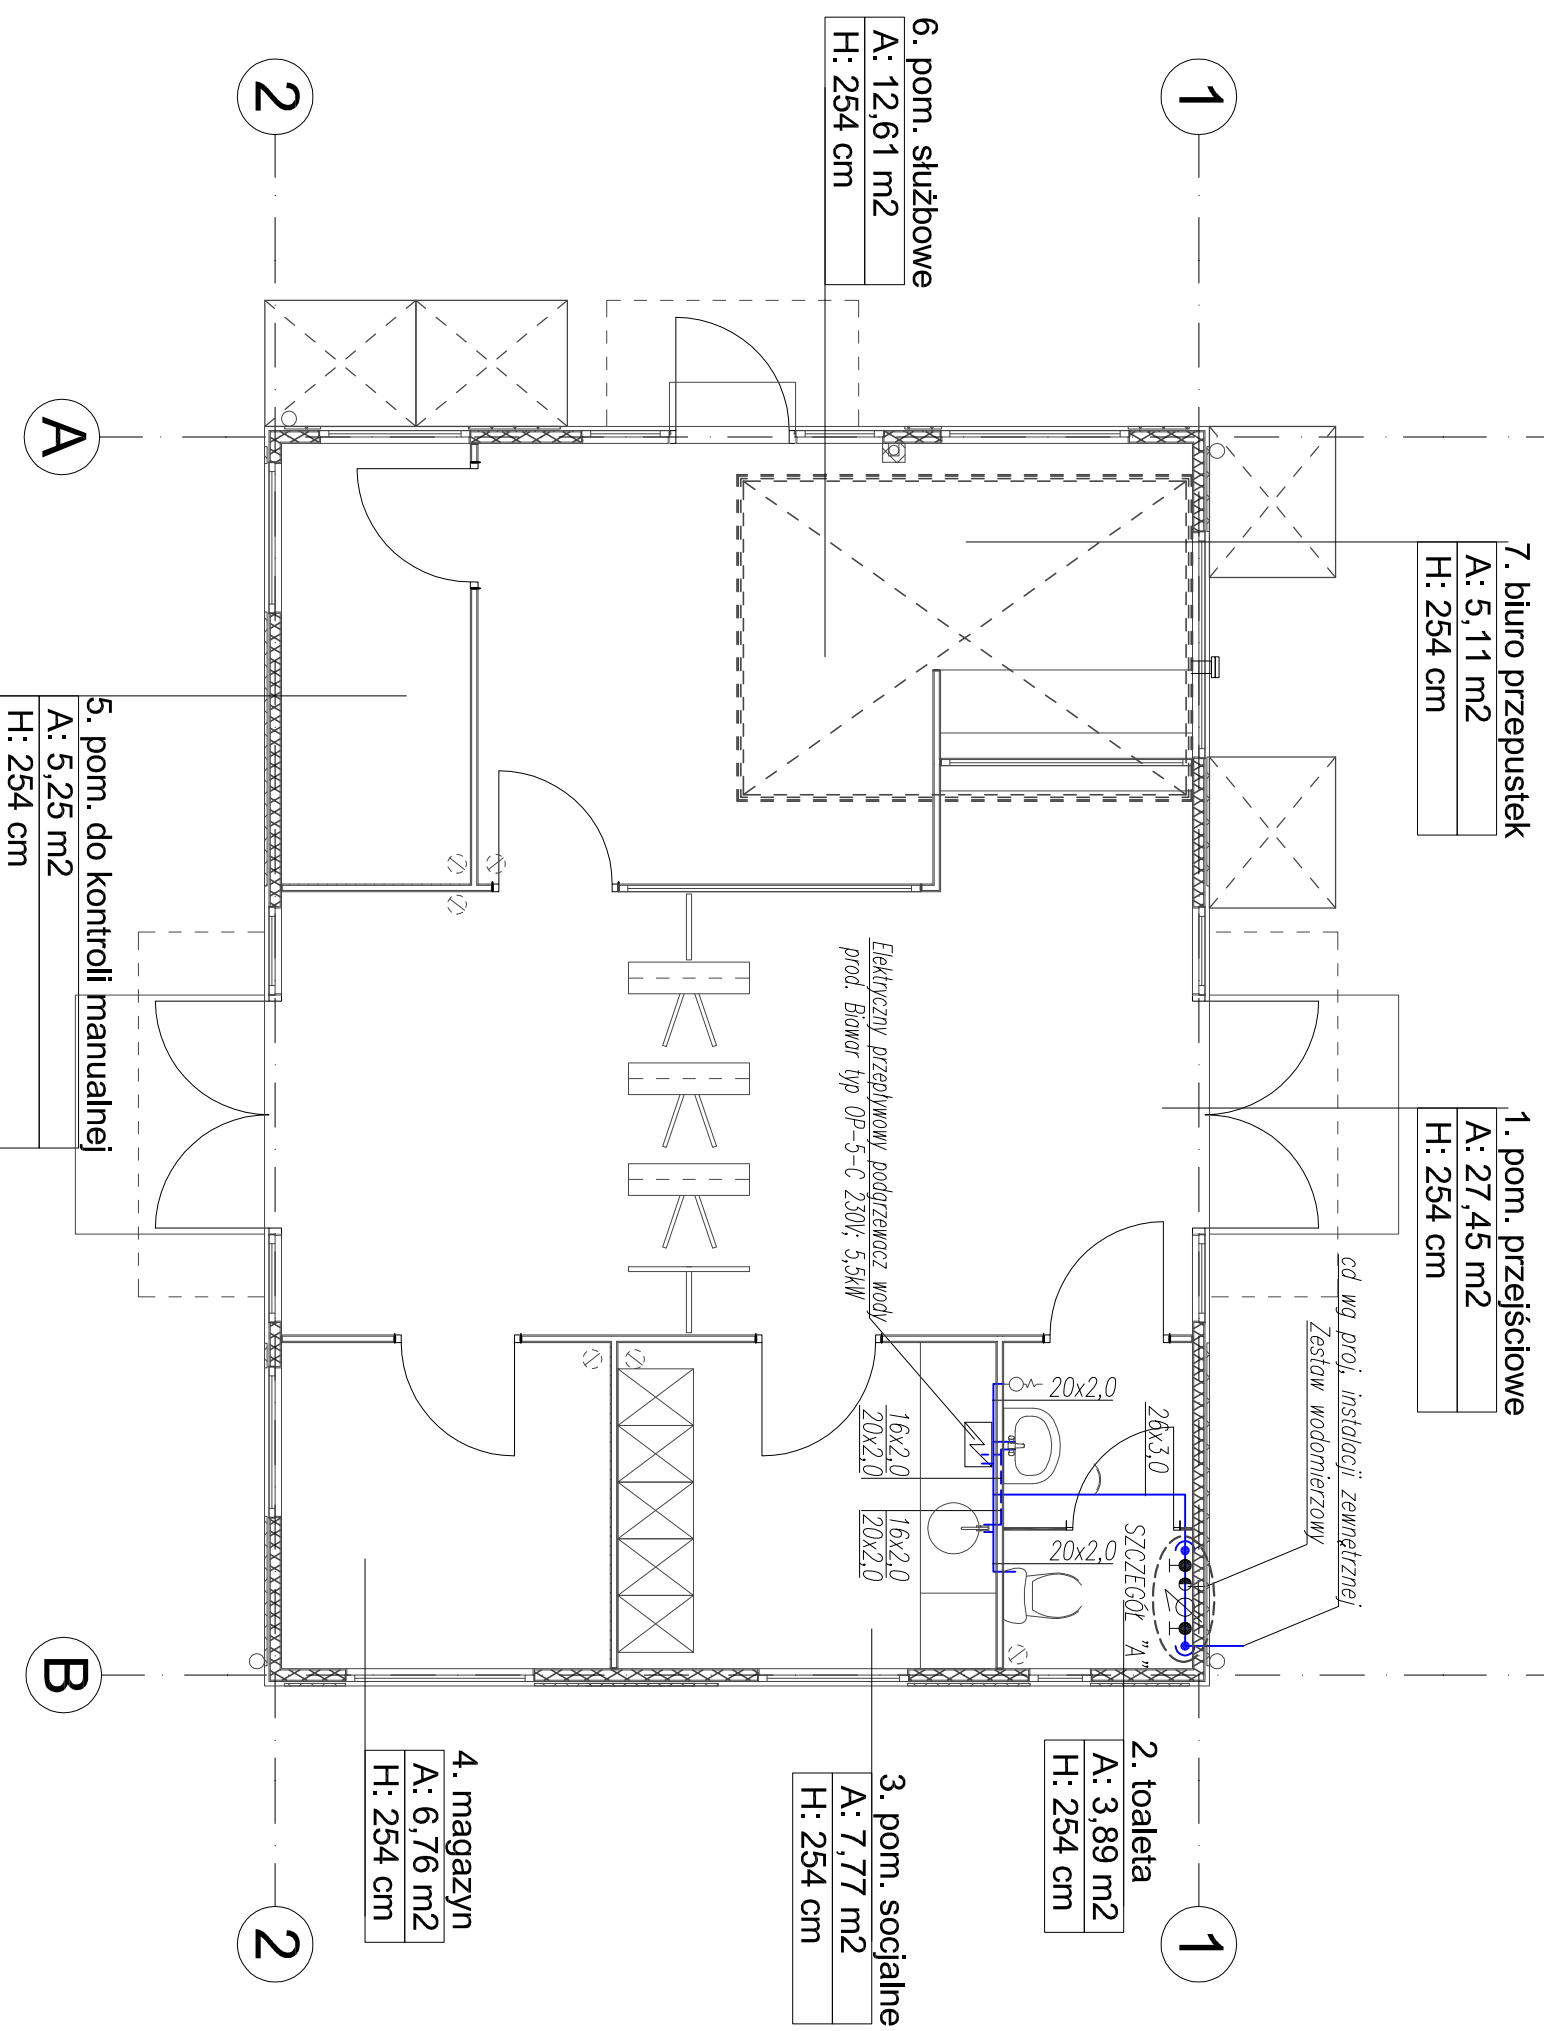 6. pom. służbowe
A: 12,61 m2
H: 254 cm
7. biuro przepustek
A: 5,11 m2
H: 254 cm
1. pom. przejściowe
A: 27,45 m2
H: 254 cm
2. toaleta
A: 3,89 m2
H: 254 cm
3. pom. socjalne
A: 7,77 m2
H: 254 cm
4. magazyn
A: 6,76 m2
H: 254 cm
5. pom. do kontroli manualnej
A: 5,25 m2
H: 254 cm
cd wg proj. instalacji zewnętrznej
Zestaw wodomierzowy
Elektryczny przepływowy podgrzewacz wody
prod. Biawar typ OP-5-C 230V; 5,5kW
SZCZEGÓŁ "A"
26x3,0
20x2,0
20x2,0
16x2,0
20x2,0
16x2,0
20x2,0
1
1
2
2
A
B